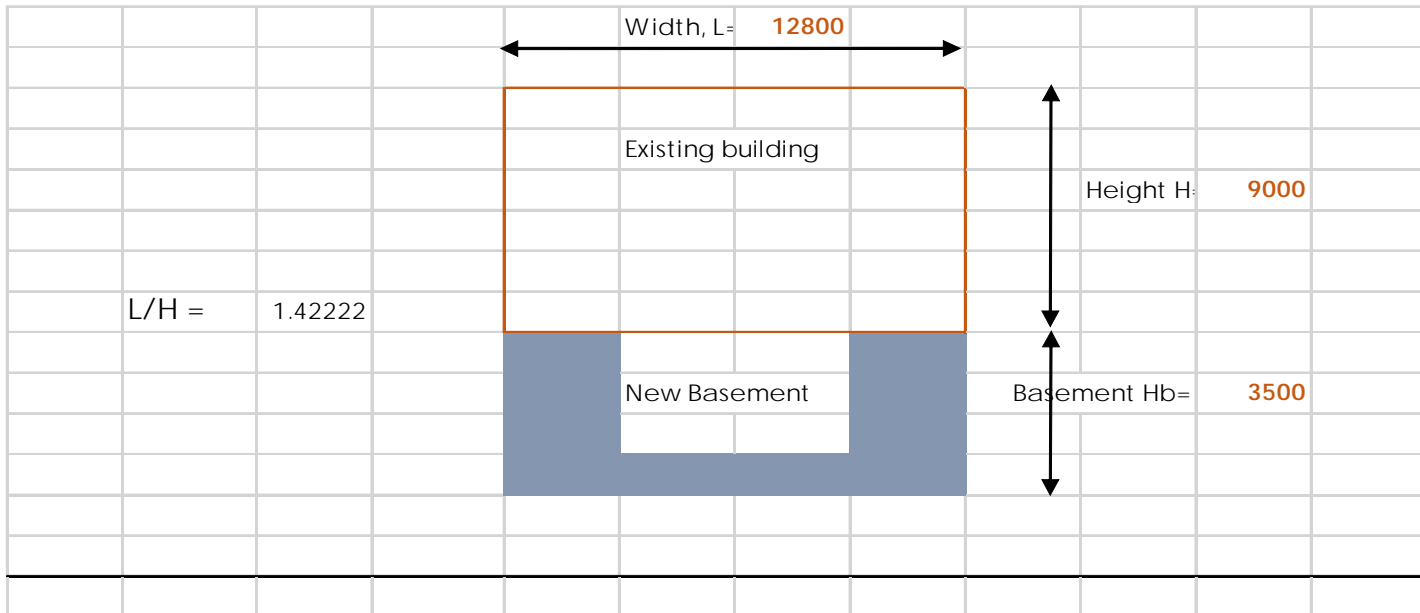 Width, L= 12800
Existing building
Height H= 9000
L/H = 1.42222
New Basement
Basement Hb= 3500